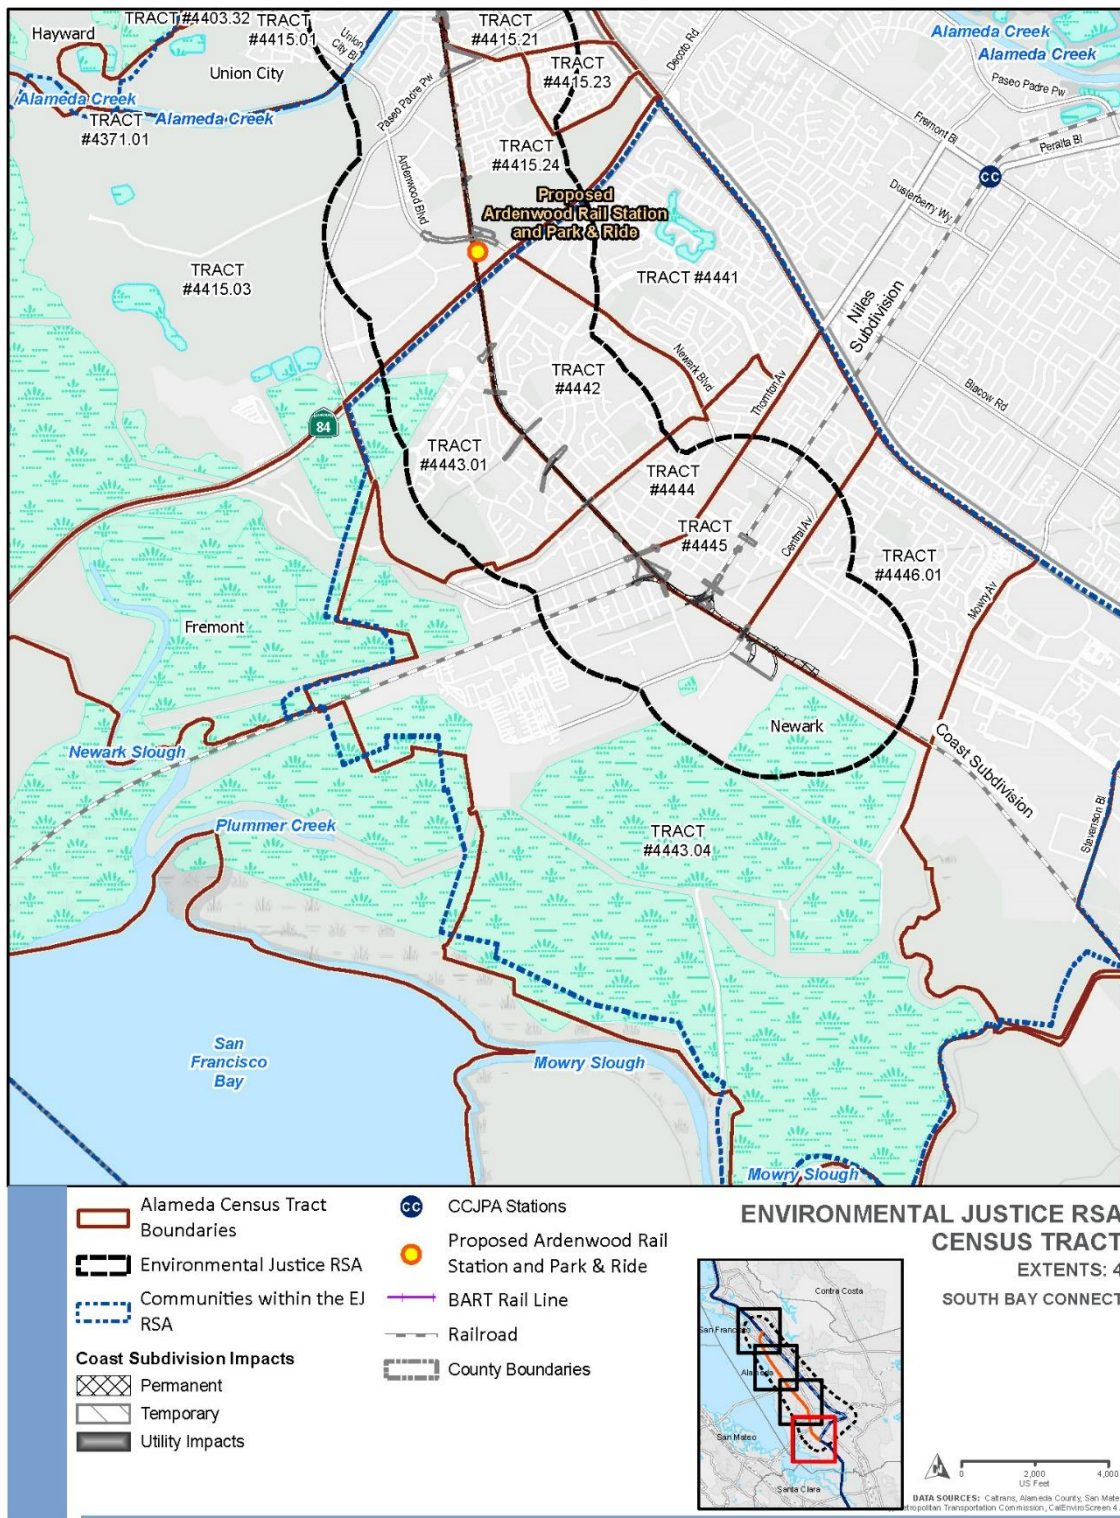 TRACT #4403.32
TRACT
#4415.01
TRACT
#4415.21
Hayward
Union City
Union
City Bl
Alameda Creek
Alameda Creek
TRACT
#4371.01
TRACT
#4415.23
Decoto Rd
Paseo Padre Pw
Alameda Creek
Alameda Creek
Paseo Padre Pw
Fremont Bl
Peralta Bl
CC
Dusterberry Wy
TRACT
#4415.24
Ardenwood Blvd
Proposed
Ardenwood Rail Station
and Park & Ride
TRACT
#4415.03
TRACT #4441
Niles
Subdivision
TRACT
#4442
Newark Blvd
Thornton Av
Blacow Rd
84
TRACT
#4443.01
TRACT
#4444
TRACT
#4445
Central Av
TRACT
#4446.01
Mowry Av
Fremont
Newark
Newark Slough
Coast Subdivision
Stevenson Bl
Plummer Creek
TRACT
#4443.04
San
Francisco
Bay
Mowry Slough
Mowry Slough
Alameda Census Tract
Boundaries
Environmental Justice RSA
Communities within the EJ
RSA
Coast Subdivision Impacts
Permanent
Temporary
Utility Impacts
CC
CCJPA Stations
Proposed Ardenwood Rail
Station and Park & Ride
BART Rail Line
Railroad
County Boundaries
ENVIRONMENTAL JUSTICE RSA
CENSUS TRACT
EXTENTS: 4
SOUTH BAY CONNECT
Contra Costa
San Francisco
Alameda
San Mateo
Santa Clara
0 2,000 4,000
US Feet
DATA SOURCES: Caltrans, Alameda County, San Mate
etropolitan Transportation Commission, CalEnviroScreen 4